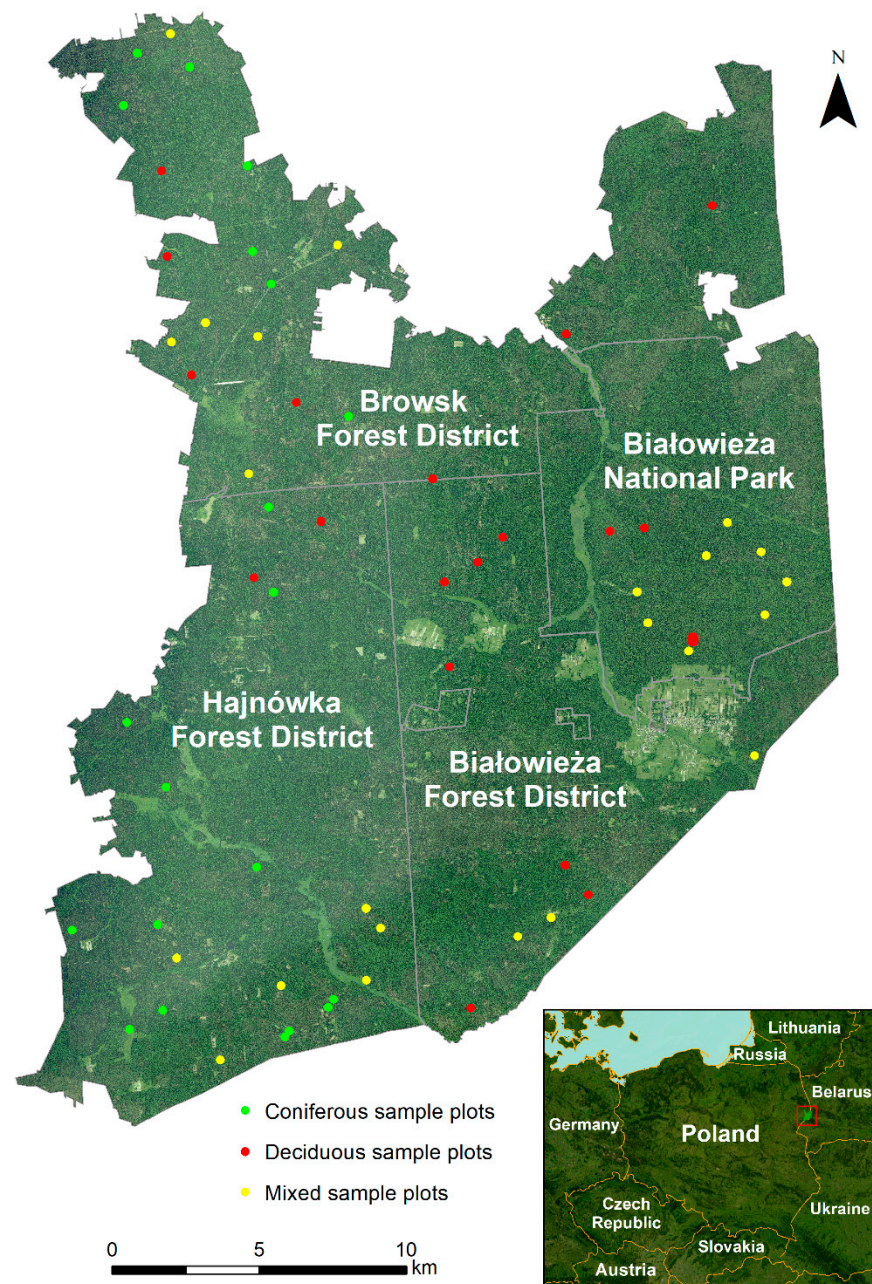 N
Browsk
Forest District
Białowieża
National Park
Hajnówka
Forest District
Białowieża
Forest District
Coniferous sample plots
Deciduous sample plots
Mixed sample plots
0 5 10
km
Lithuania
Russia
Belarus
Germany
Poland
Czech
Republic
Ukraine
Slovakia
Austria